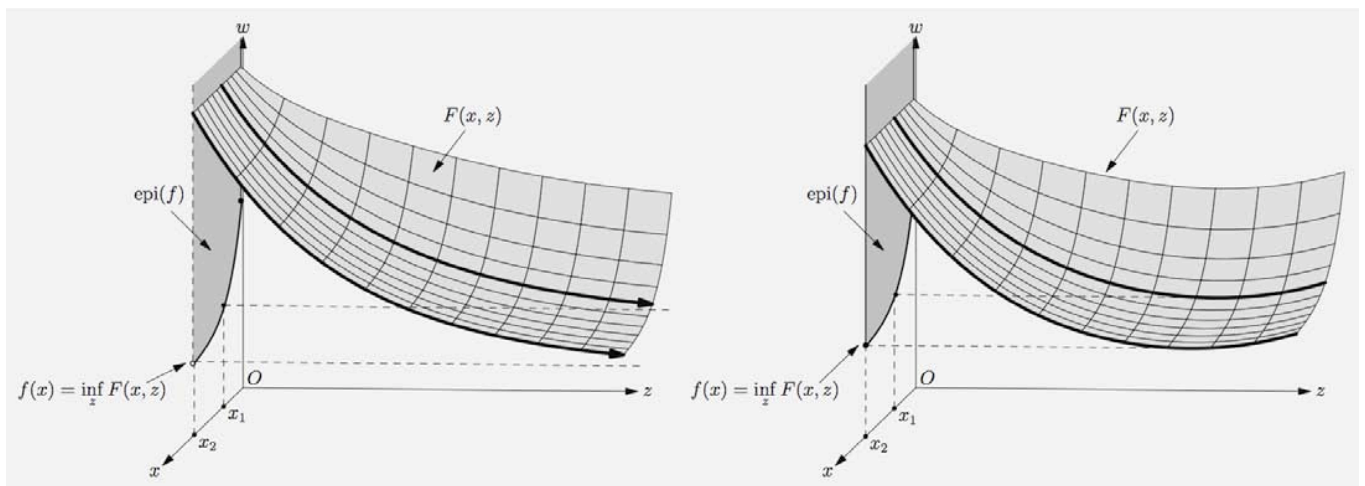 w
F(x, z)
epi(f)
O
f(x) = inf F(x, z)
z
z
x₁
x₂
x
w
F(x, z)
epi(f)
O
f(x) = inf F(x, z)
z
z
x₁
x₂
x